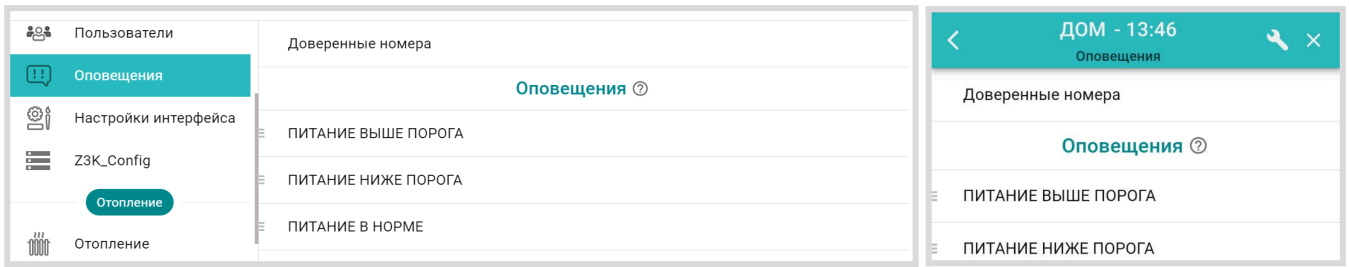 Пользователи
Оповещения
Настройки интерфейса
Z3K_Config
Отопление
Отопление
Доверенные номера
Оповещения ?
ПИТАНИЕ ВЫШЕ ПОРОГА
ПИТАНИЕ НИЖЕ ПОРОГА
ПИТАНИЕ В НОРМЕ
ДОМ - 13:46
Оповещения
Доверенные номера
Оповещения ?
ПИТАНИЕ ВЫШЕ ПОРОГА
ПИТАНИЕ НИЖЕ ПОРОГА